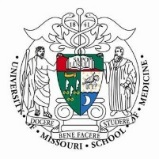 UNIVERSITY OF MISSOURI · SCHOOL OF MEDICINE
DOCERE
STUDERE
BENE FACERE